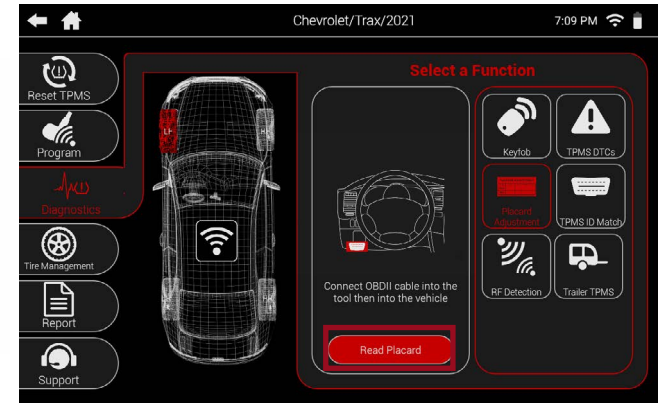 Chevrolet/Trax/2021
7:09 PM
Reset TPMS
Program
Diagnostics
Tire Management
Report
Support
LF
Select a Function
Connect OBDII cable into the
tool then into the vehicle
Read Placard
Keyfob
TPMS DTCs
Placard
Adjustment
TPMS ID Match
RF Detection
Trailer TPMS